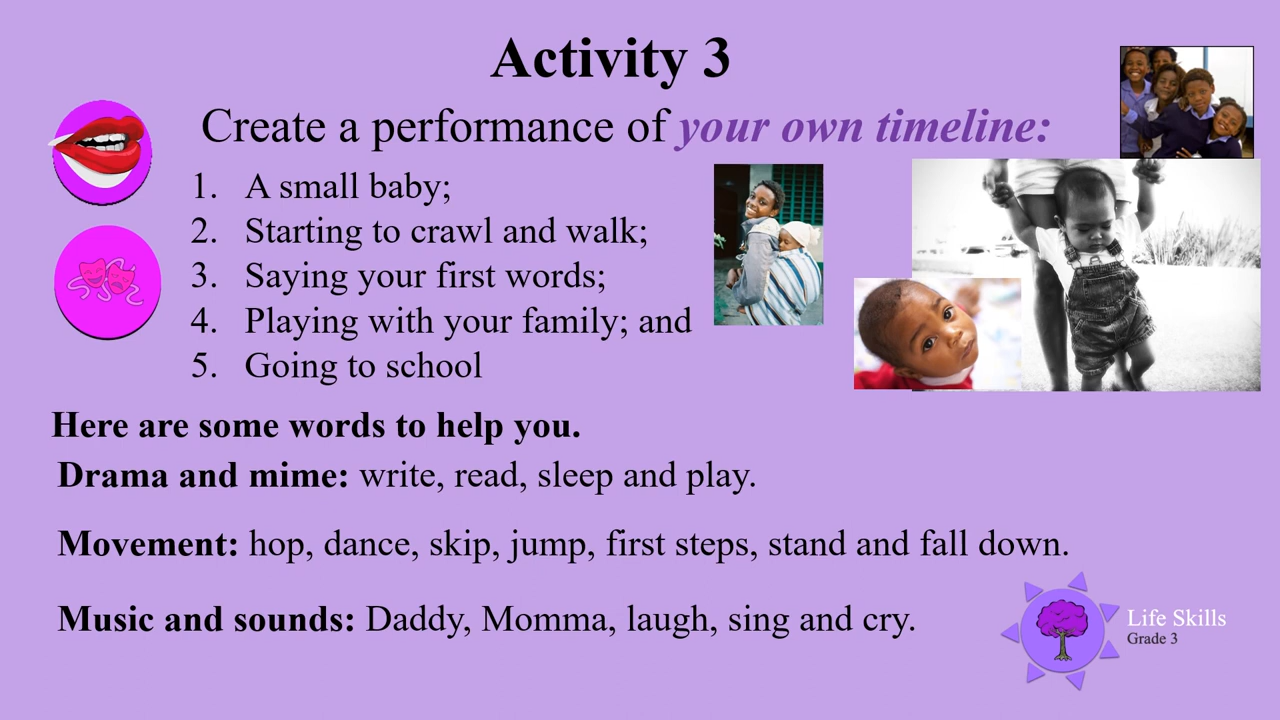 Activity 3
Create a performance of your own timeline:
1. A small baby;
2. Starting to crawl and walk;
3. Saying your first words;
4. Playing with your family; and
5. Going to school
Here are some words to help you.
Drama and mime: write, read, sleep and play.
Movement: hop, dance, skip, jump, first steps, stand and fall down.
Music and sounds: Daddy, Momma, laugh, sing and cry.
Life Skills
Grade 3